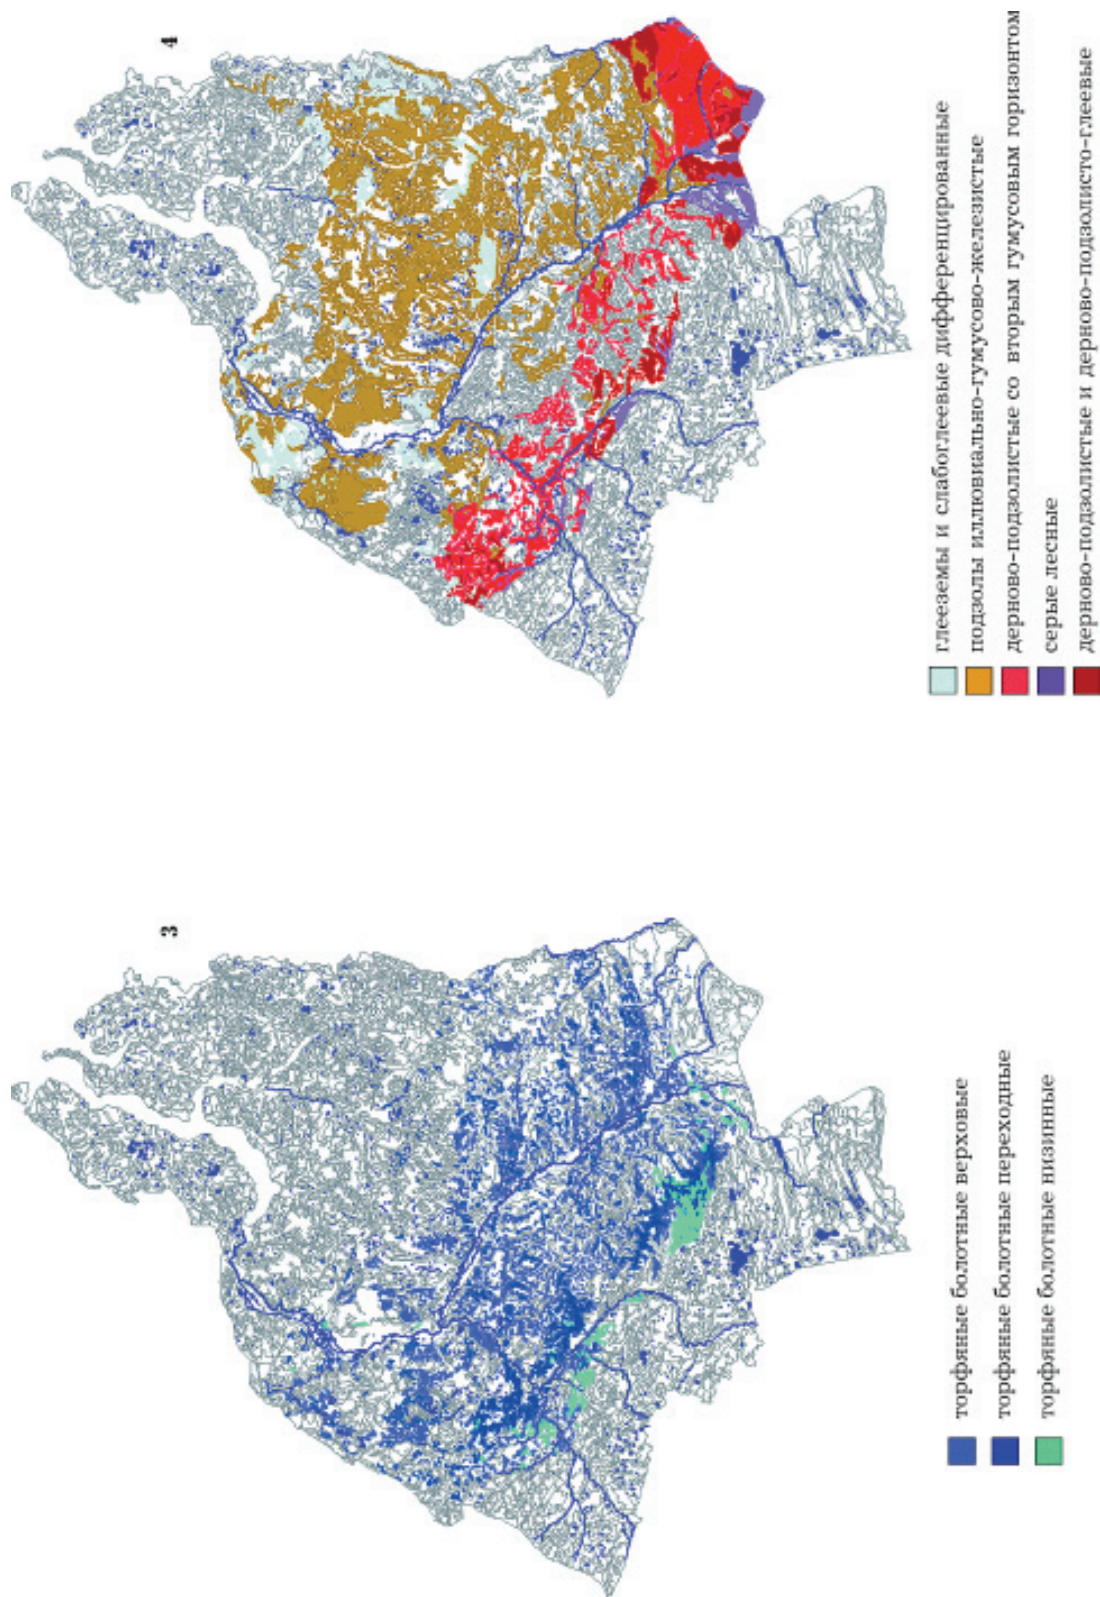 3
торфяные болотные верховые
торфяные болотные переходные
торфяные болотные низинные
4
глееземы и слабоглеевые дифференцированные
подзолы иллювиально-гумусово-железистые
дерново-подзолистые со вторым гумусовым горизонтом
серые лесные
дерново-подзолистые и дерново-подзолисто-глеевые